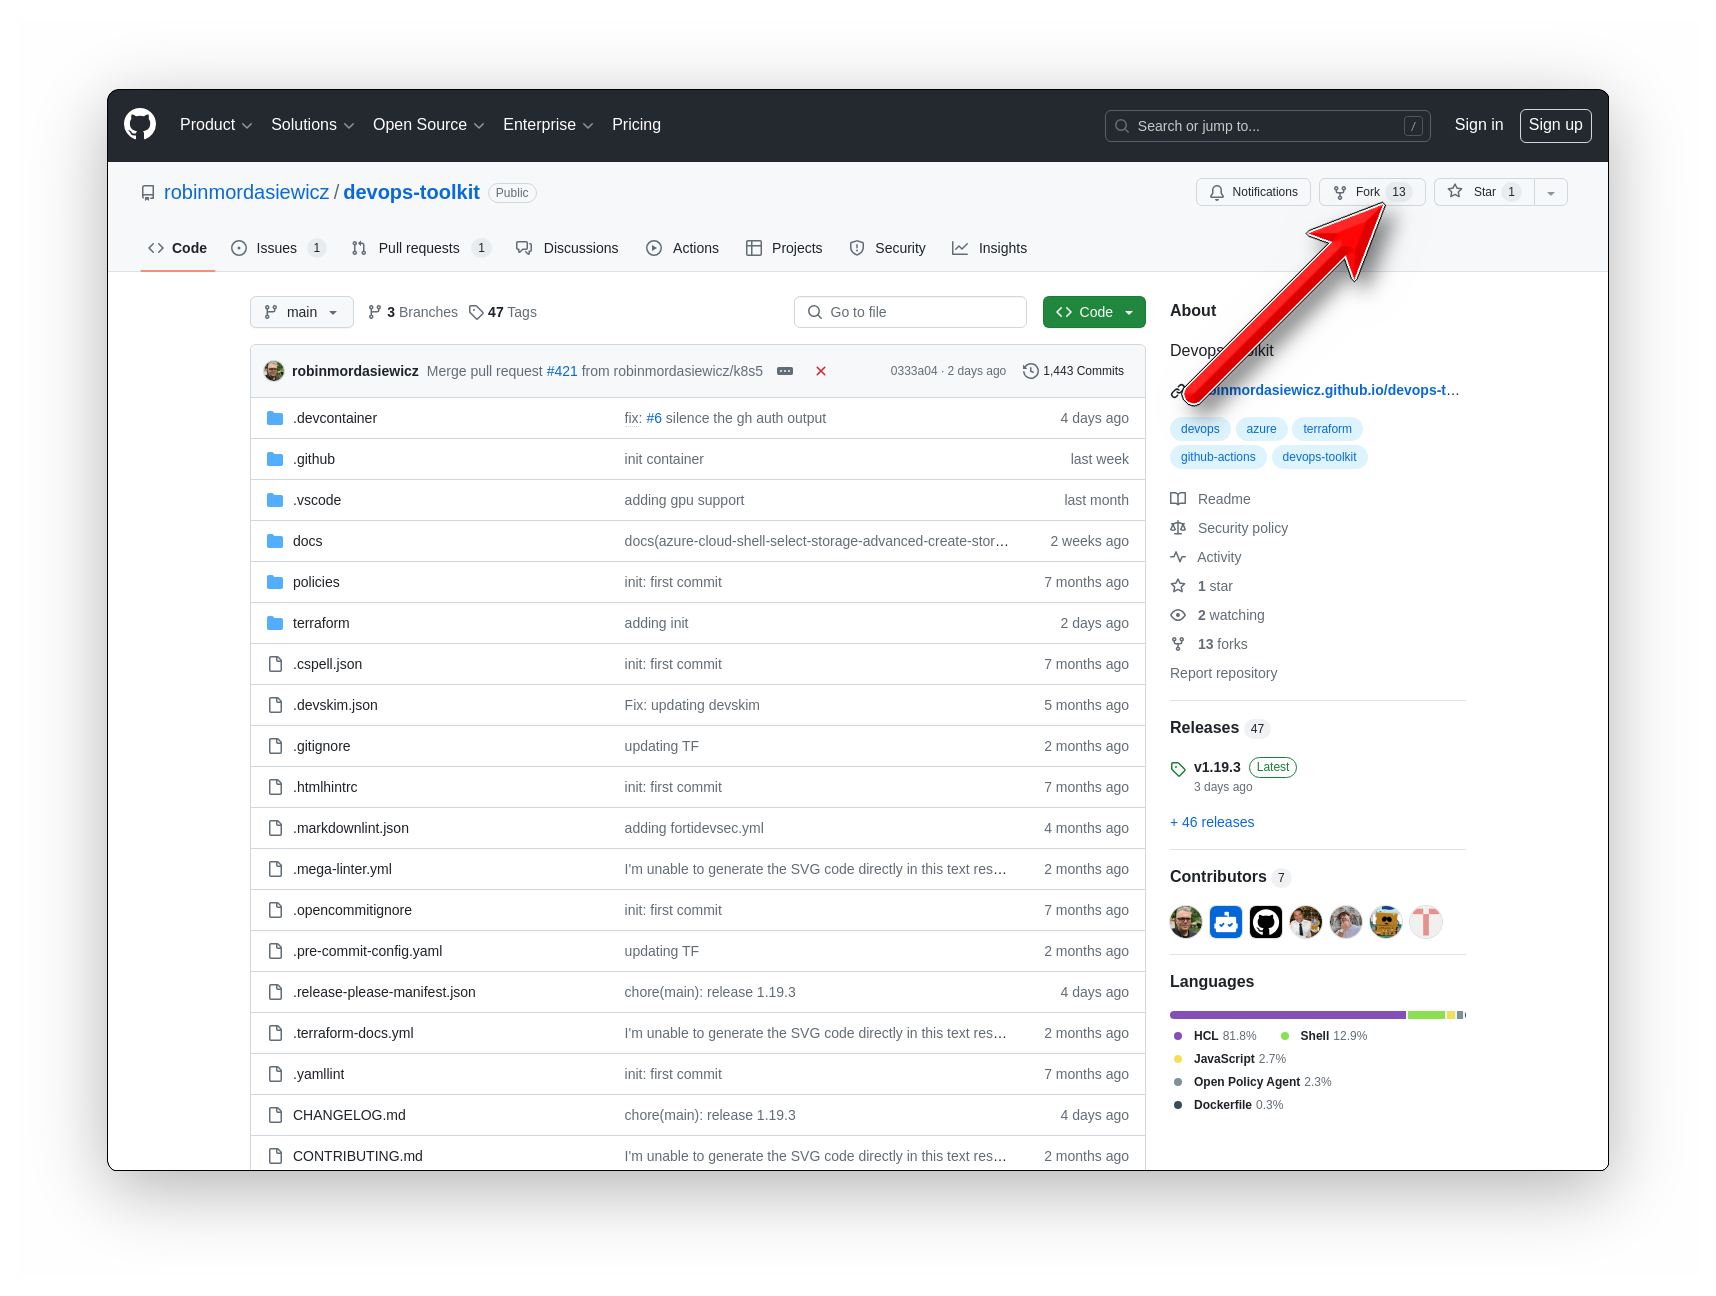 Product Solutions Open Source Enterprise Pricing Search or jump to... / Sign in Sign up
robinmordasiewicz / devops-toolkit Public Notifications Fork 13 Star 1
Code Issues 1 Pull requests 1 Discussions Actions Projects Security Insights
main 3 Branches 47 Tags Go to file Code
robinmordasiewicz Merge pull request #421 from robinmordasiewicz/k8s5 0333a04 · 2 days ago 1,443 Commits
.devcontainer fix: #6 silence the gh auth output 4 days ago
.github init container last week
.vscode adding gpu support last month
docs docs(azure-cloud-shell-select-storage-advanced-create-stor… 2 weeks ago
policies init: first commit 7 months ago
terraform adding init 2 days ago
.cspell.json init: first commit 7 months ago
.devskim.json Fix: updating devskim 5 months ago
.gitignore updating TF 2 months ago
.htmlhintrc init: first commit 7 months ago
.markdownlint.json adding fortidevsec.yml 4 months ago
.mega-linter.yml I'm unable to generate the SVG code directly in this text res… 2 months ago
.opencommitignore init: first commit 7 months ago
.pre-commit-config.yaml updating TF 2 months ago
.release-please-manifest.json chore(main): release 1.19.3 4 days ago
.terraform-docs.yml I'm unable to generate the SVG code directly in this text res… 2 months ago
.yamllint init: first commit 7 months ago
CHANGELOG.md chore(main): release 1.19.3 4 days ago
CONTRIBUTING.md I'm unable to generate the SVG code directly in this text res… 2 months ago
About
Devops
inmordasiewicz.github.io/devops-t…
devops azure terraform
github-actions devops-toolkit
Readme
Security policy
Activity
1 star
2 watching
13 forks
Report repository
Releases 47
v1.19.3 Latest
3 days ago
+ 46 releases
Contributors 7
Languages
HCL 81.8% Shell 12.9%
JavaScript 2.7%
Open Policy Agent 2.3%
Dockerfile 0.3%